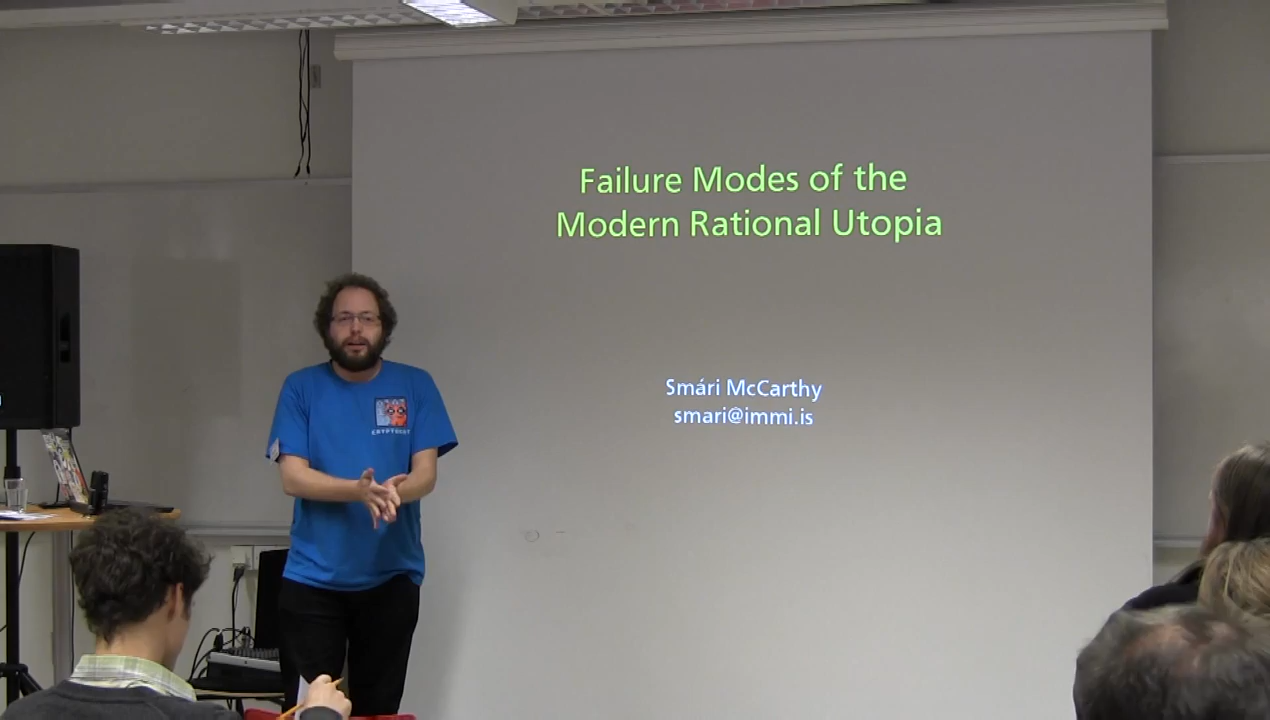 Failure Modes of the
Modern Rational Utopia
Smári McCarthy
smari@immi.is